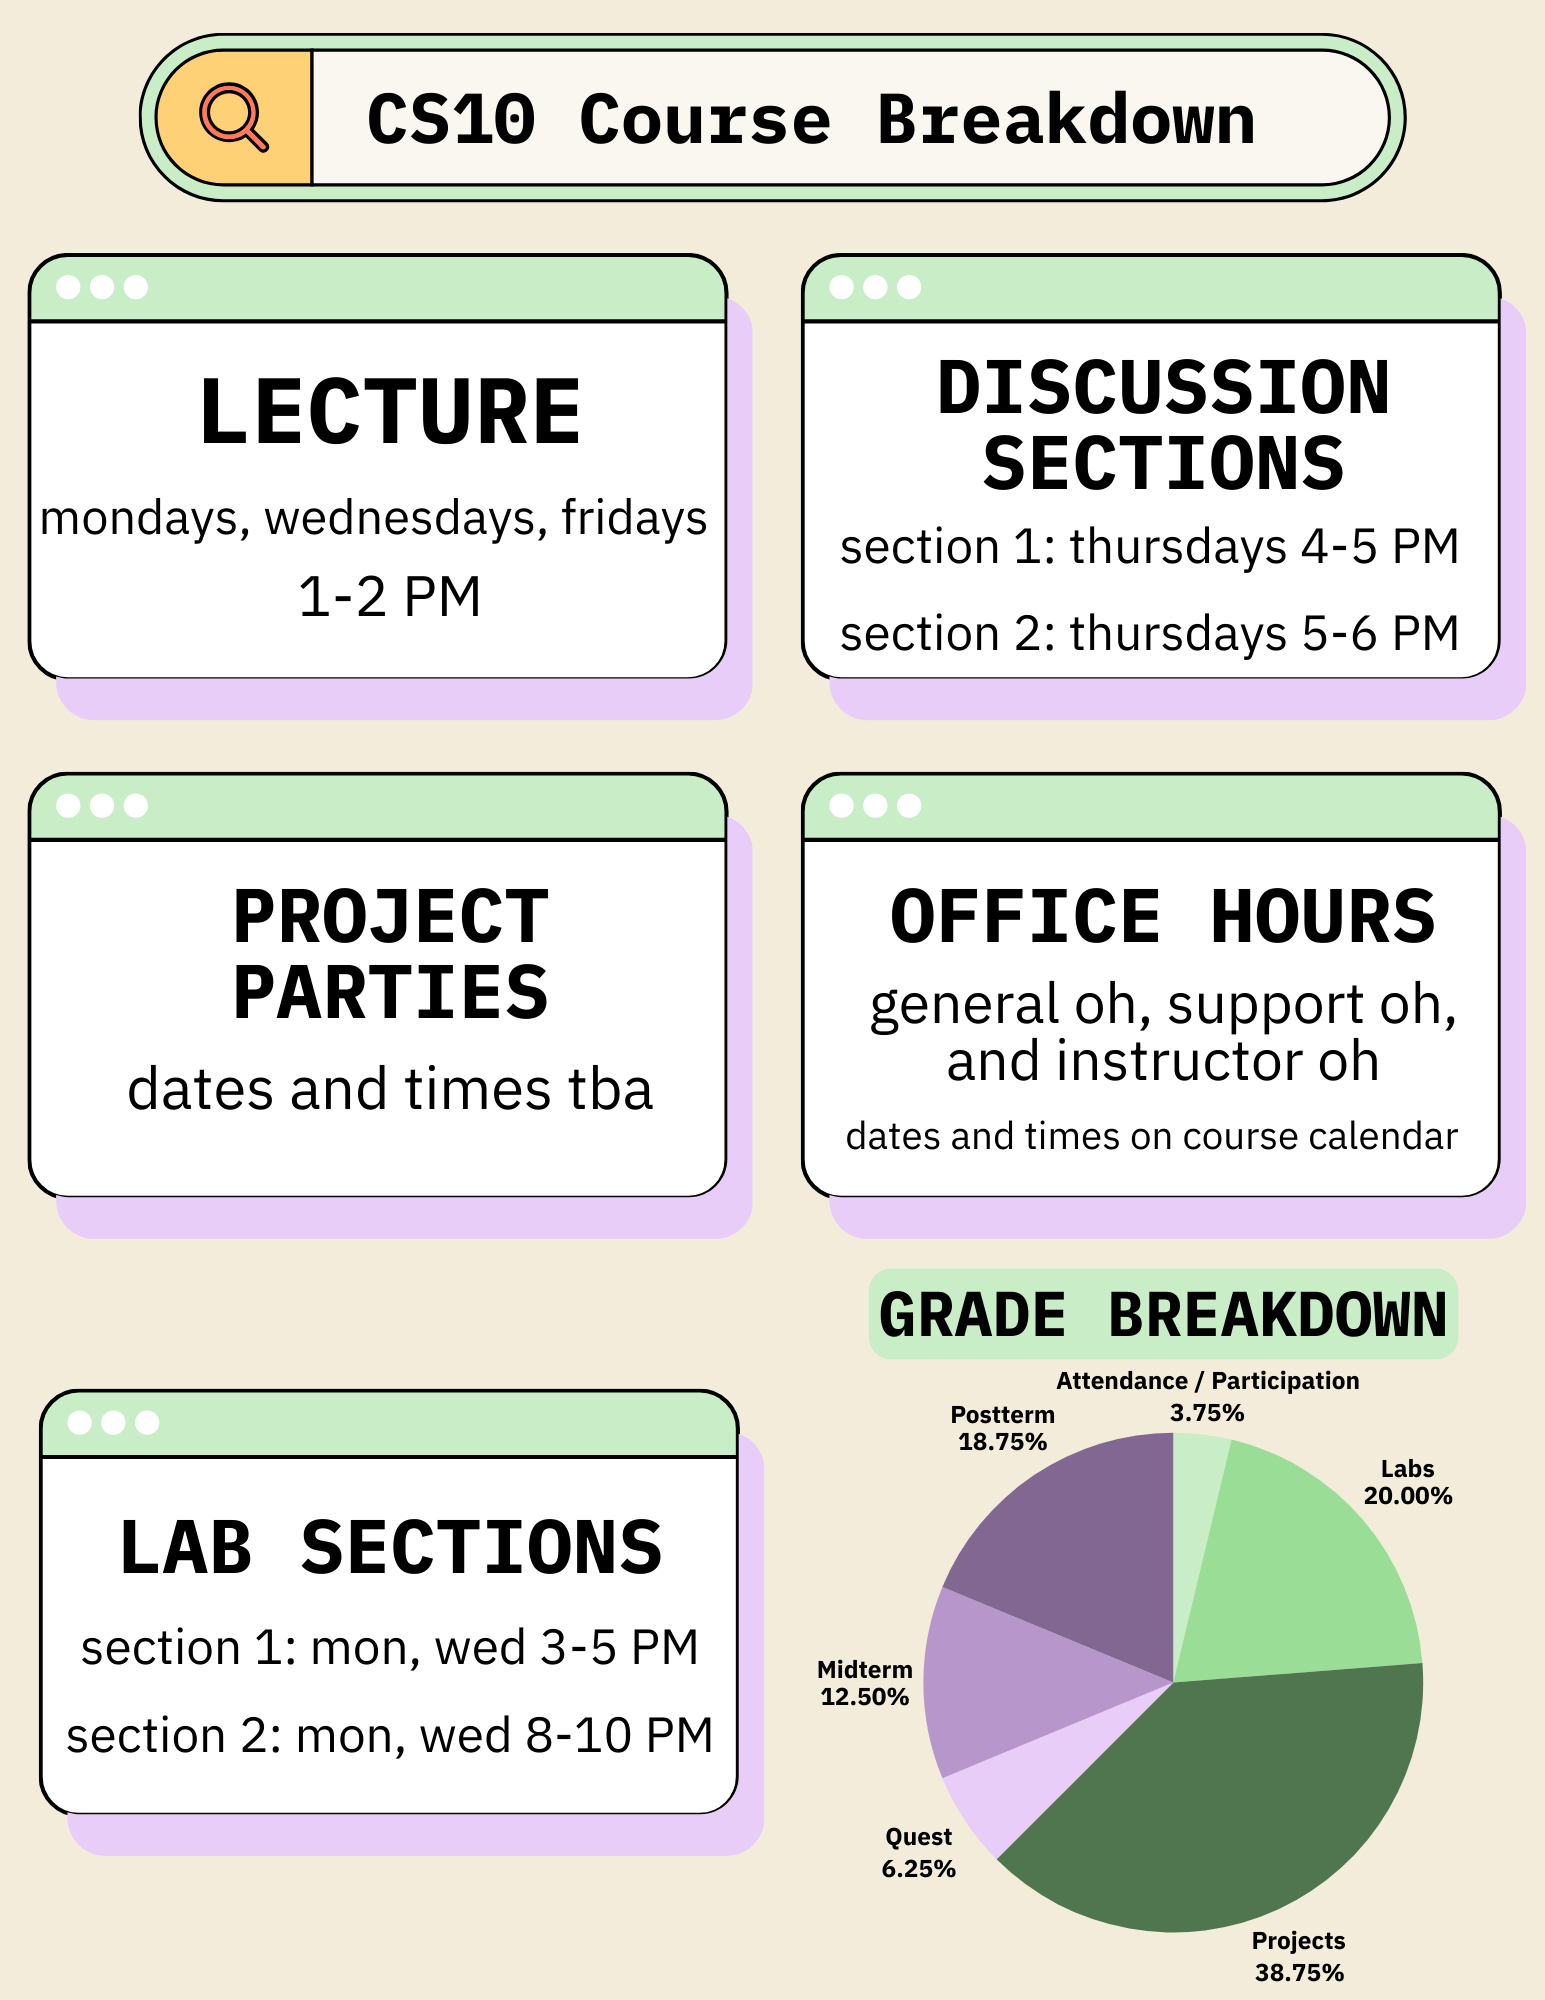 CS10 Course Breakdown
LECTURE
mondays, wednesdays, fridays
1-2 PM
DISCUSSION
SECTIONS
section 1: thursdays 4-5 PM
section 2: thursdays 5-6 PM
PROJECT
PARTIES
dates and times tba
OFFICE HOURS
general oh, support oh,
and instructor oh
dates and times on course calendar
LAB SECTIONS
section 1: mon, wed 3-5 PM
section 2: mon, wed 8-10 PM
GRADE BREAKDOWN
Attendance / Participation
3.75%
Labs
20.00%
Projects
38.75%
Quest
6.25%
Midterm
12.50%
Postterm
18.75%